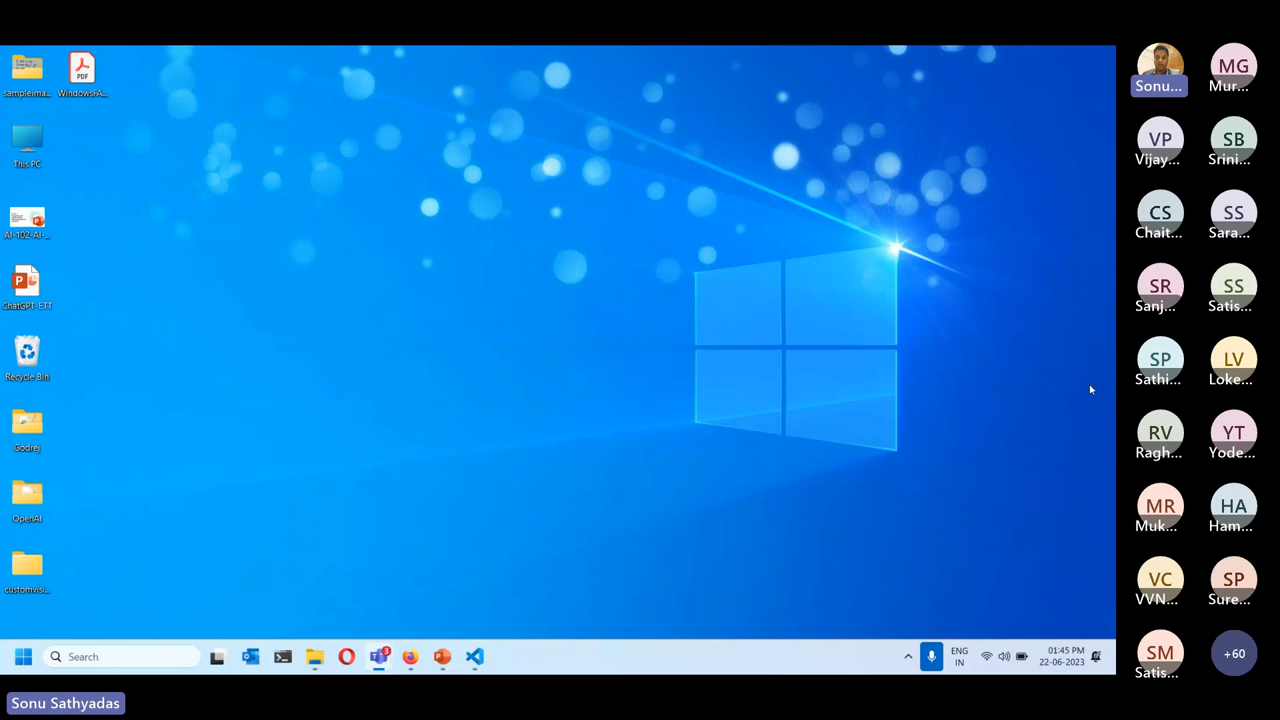 sampleima...
WindowsFA...
PDF
This PC
AI-102-AI-...
ChatGPT-ETT
Recycle Bin
Godrej
OpenAI
customvisi...
Search
3
ENG
IN
01:45 PM
22-06-2023
Sonu Sathyadas
Sonu...
MG
Mur...
VP
Vijay...
SB
Srini...
CS
Chait...
SS
Sara...
SR
Sanj...
SS
Satis...
SP
Sathi...
LV
Loke...
RV
Ragh...
YT
Yode...
MR
Muk...
HA
Ham...
VC
VVN...
SP
Sure...
SM
Satis...
+60